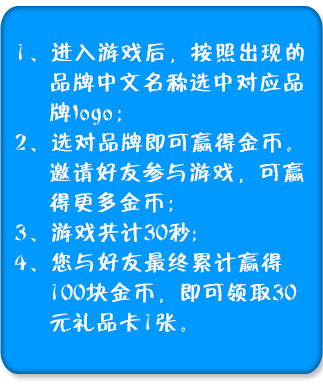 1、进入游戏后，按照出现的
品牌中文名称选中对应品
牌logo；
2、选对品牌即可赢得金币。
邀请好友参与游戏，可赢
得更多金币；
3、游戏共计30秒；
4、您与好友最终累计赢得
100块金币，即可领取30
元礼品卡1张。